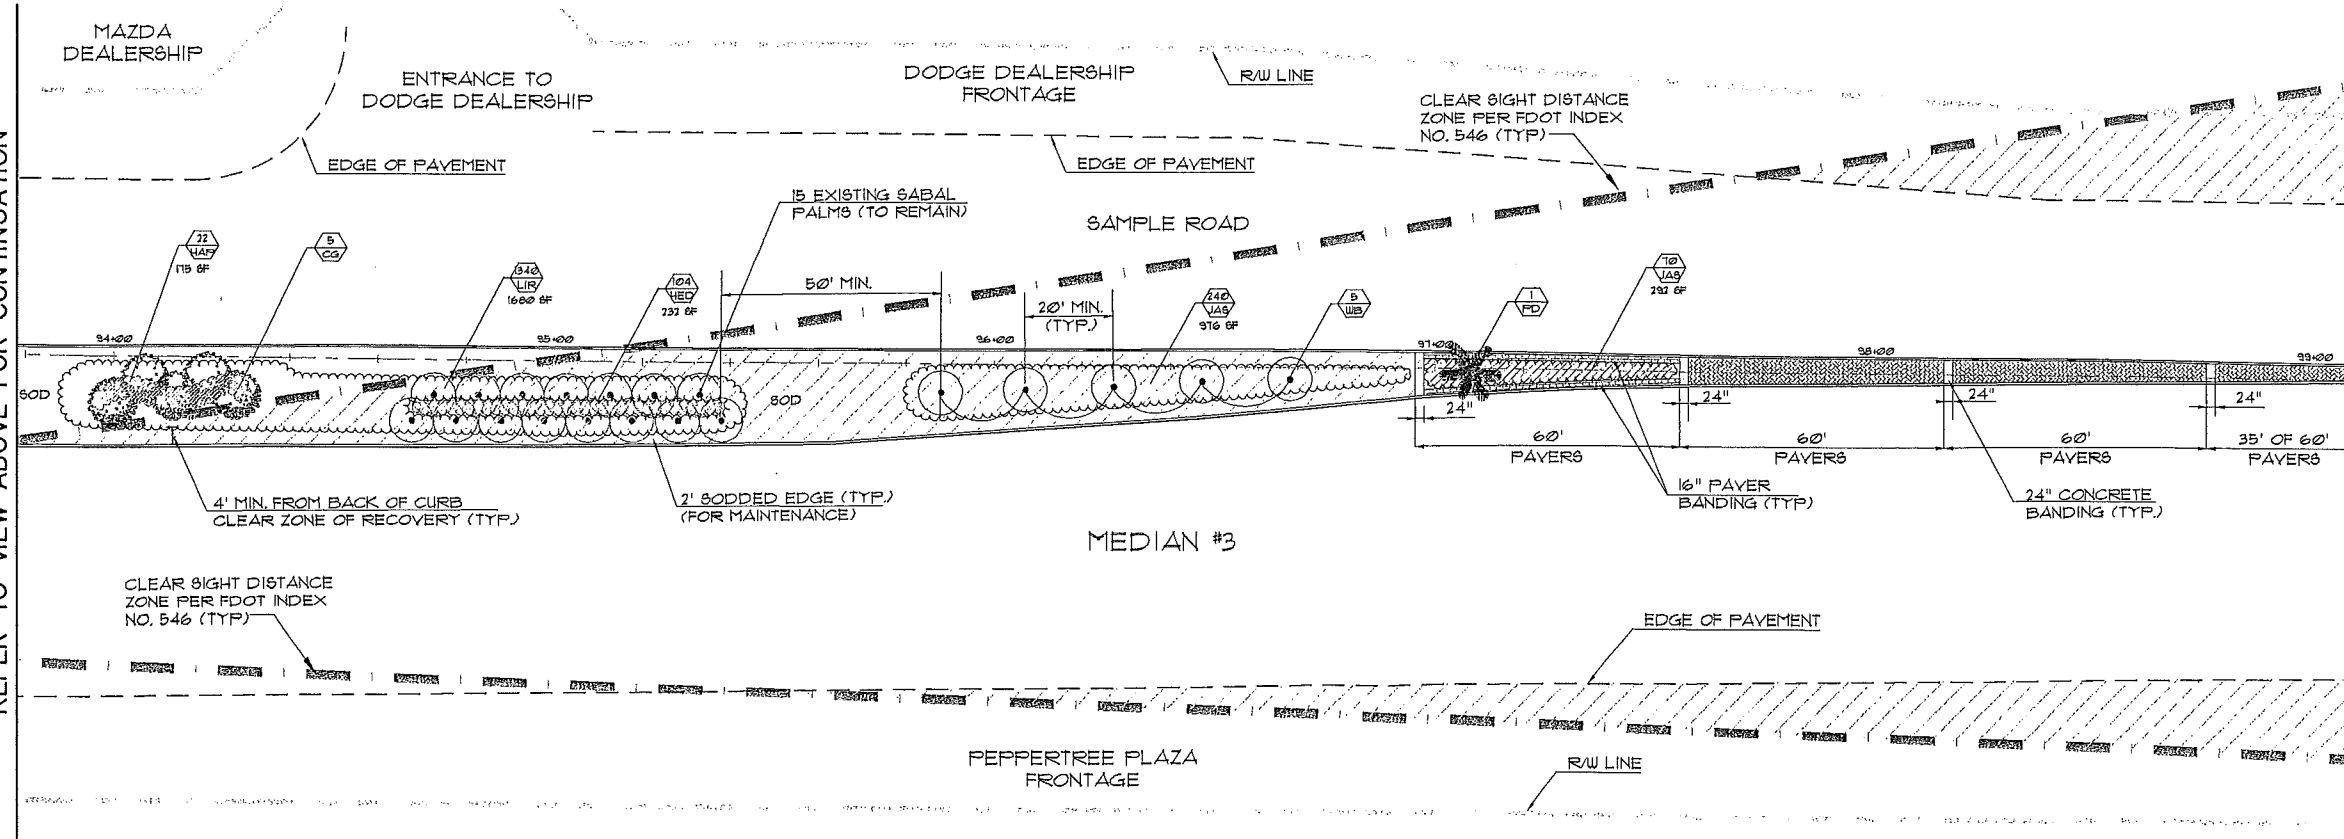 MAZDA
DEALERSHIP
ENTRANCE TO
DODGE DEALERSHIP
DODGE DEALERSHIP
FRONTAGE
R/W LINE
CLEAR SIGHT DISTANCE
ZONE PER FDOT INDEX
NO. 546 (TYP)
EDGE OF PAVEMENT
EDGE OF PAVEMENT
15 EXISTING SABAL
PALMS (TO REMAIN)
SAMPLE ROAD
22
HAP
175 SF
5
CG
1340
LIR
1680 SF
104
HED
232 SF
50' MIN.
20' MIN.
(TYP.)
240
JAS
976 SF
5
WB
1
PD
70
JAS
292 SF
94+00
95+00
96+00
97+00
98+00
99+00
SOD
SOD
24"
24"
24"
24"
60'
PAVERS
60'
PAVERS
60'
PAVERS
35' OF 60'
PAVERS
4' MIN. FROM BACK OF CURB
CLEAR ZONE OF RECOVERY (TYP.)
2' SODDED EDGE (TYP.)
(FOR MAINTENANCE)
16" PAVER
BANDING (TYP)
24" CONCRETE
BANDING (TYP.)
MEDIAN #3
CLEAR SIGHT DISTANCE
ZONE PER FDOT INDEX
NO. 546 (TYP)
EDGE OF PAVEMENT
PEPPERTREE PLAZA
FRONTAGE
R/W LINE
REFER TO VIEW ABOVE FOR CONTINUATION